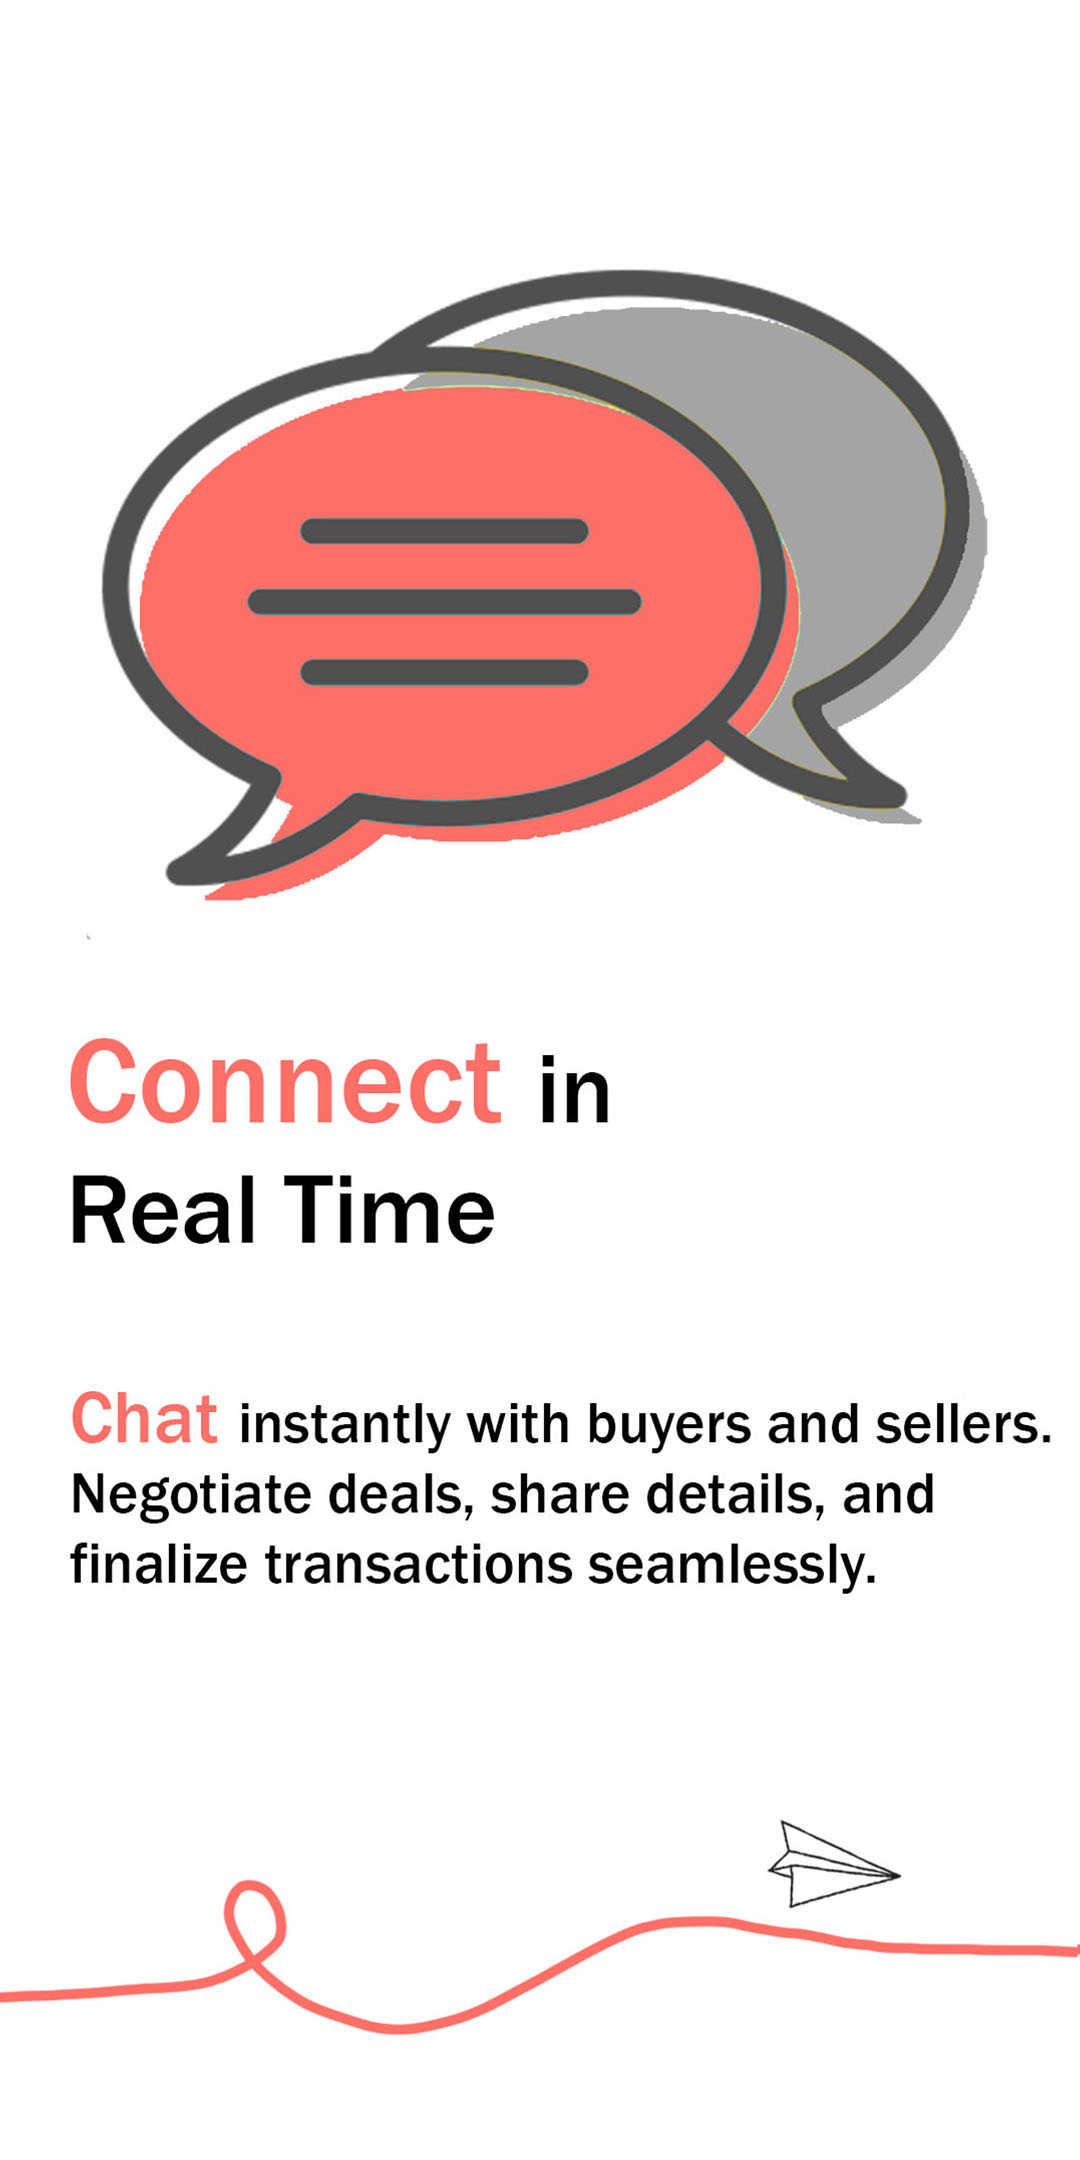 Connect in
Real Time
Chat instantly with buyers and sellers.
Negotiate deals, share details, and
finalize transactions seamlessly.